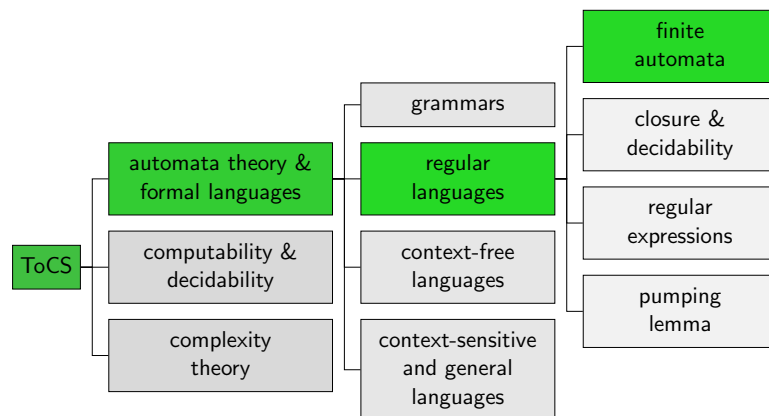 ToCS
automata theory &
formal languages
computability &
decidability
complexity
theory
grammars
regular
languages
context-free
languages
context-sensitive
and general
languages
finite
automata
closure &
decidability
regular
expressions
pumping
lemma